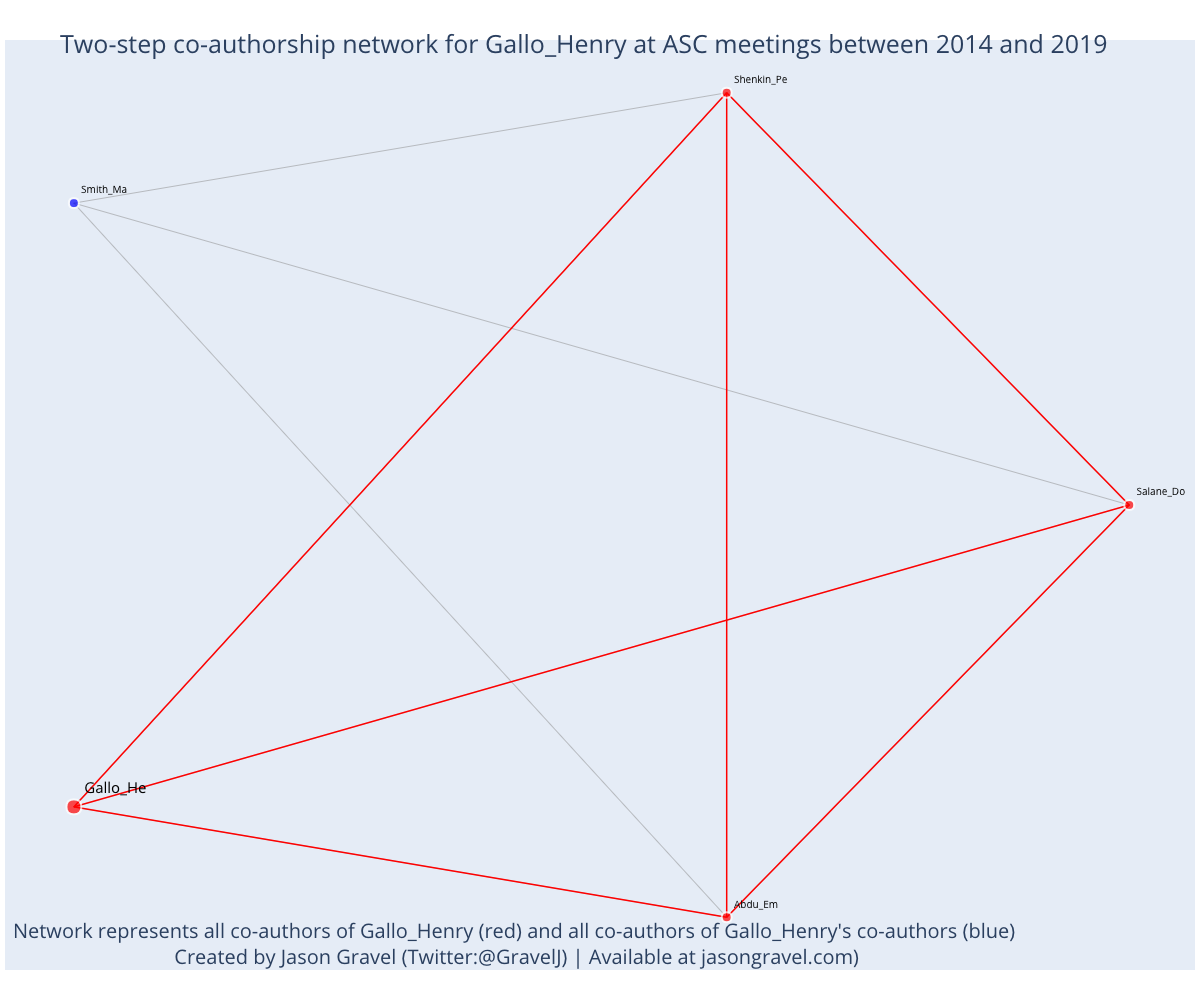 Two-step co-authorship network for Gallo_Henry at ASC meetings between 2014 and 2019
Shenkin_Pe
Smith_Ma
Salane_Do
Gallo_He
Abdu_Em
Network represents all co-authors of Gallo_Henry (red) and all co-authors of Gallo_Henry's co-authors (blue)
Created by Jason Gravel (Twitter:@GravelJ) | Available at jasongravel.com)